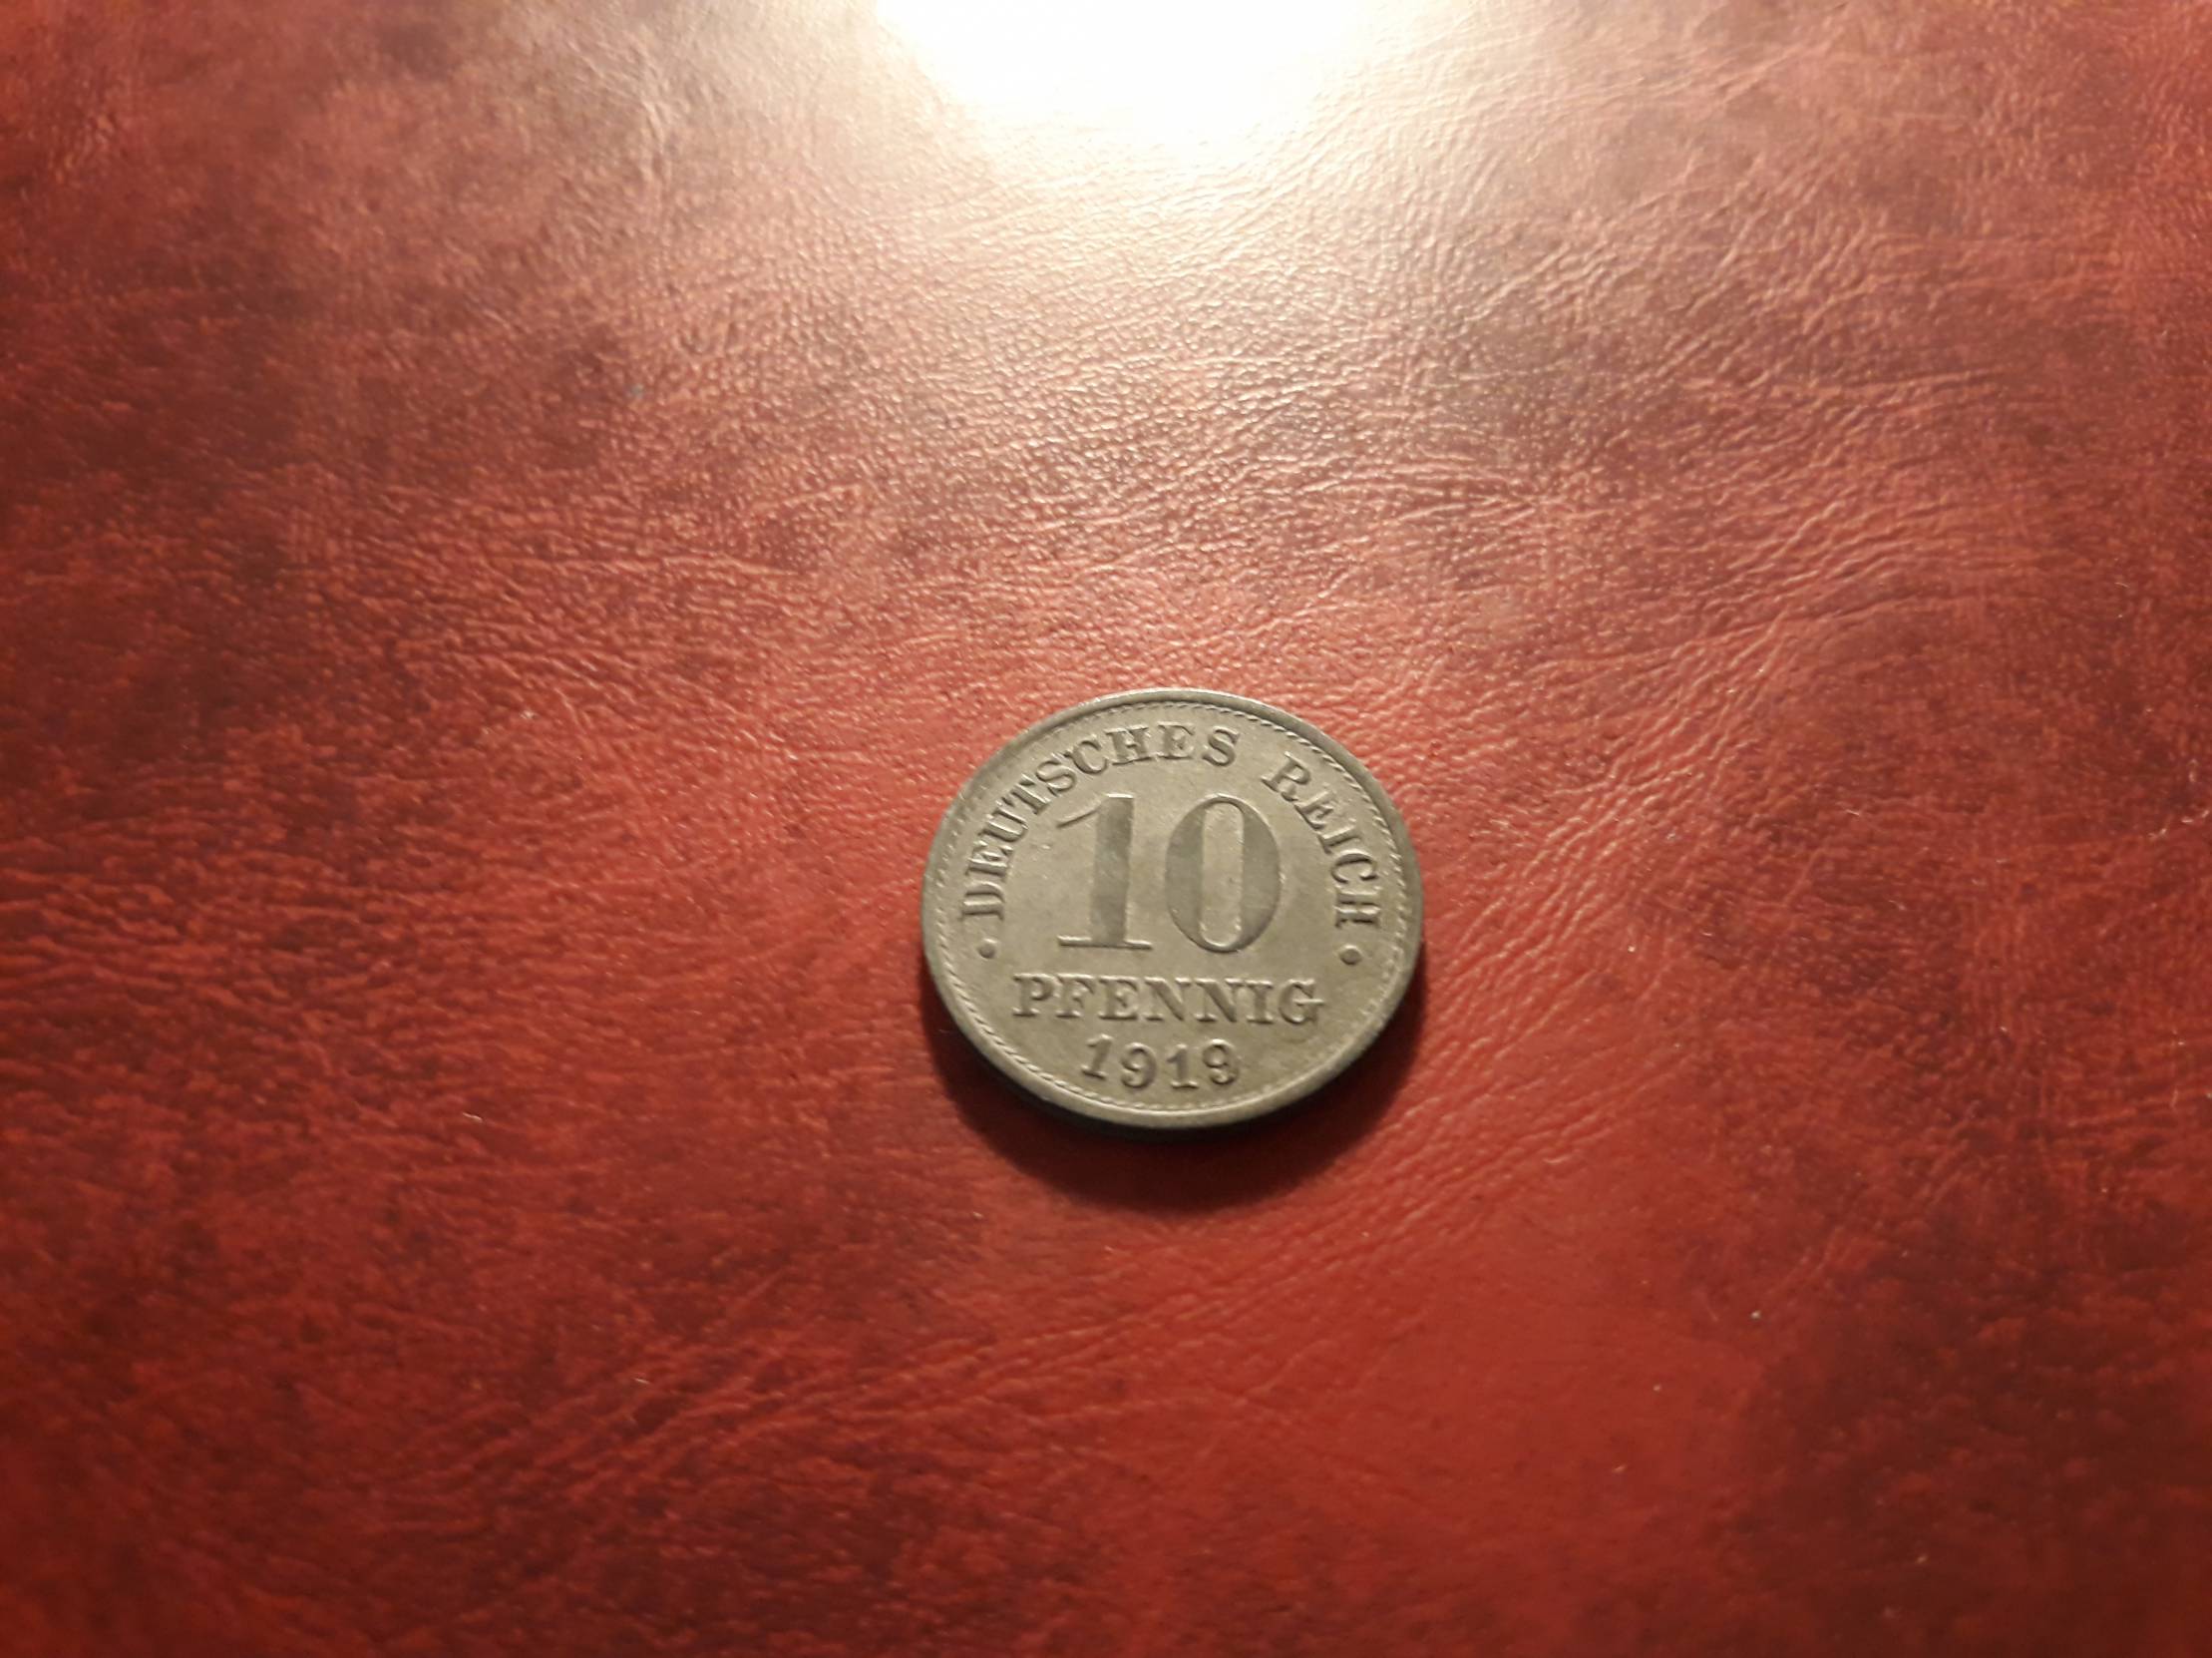 · DEUTSCHES REICH ·
10
PFENNIG
1919